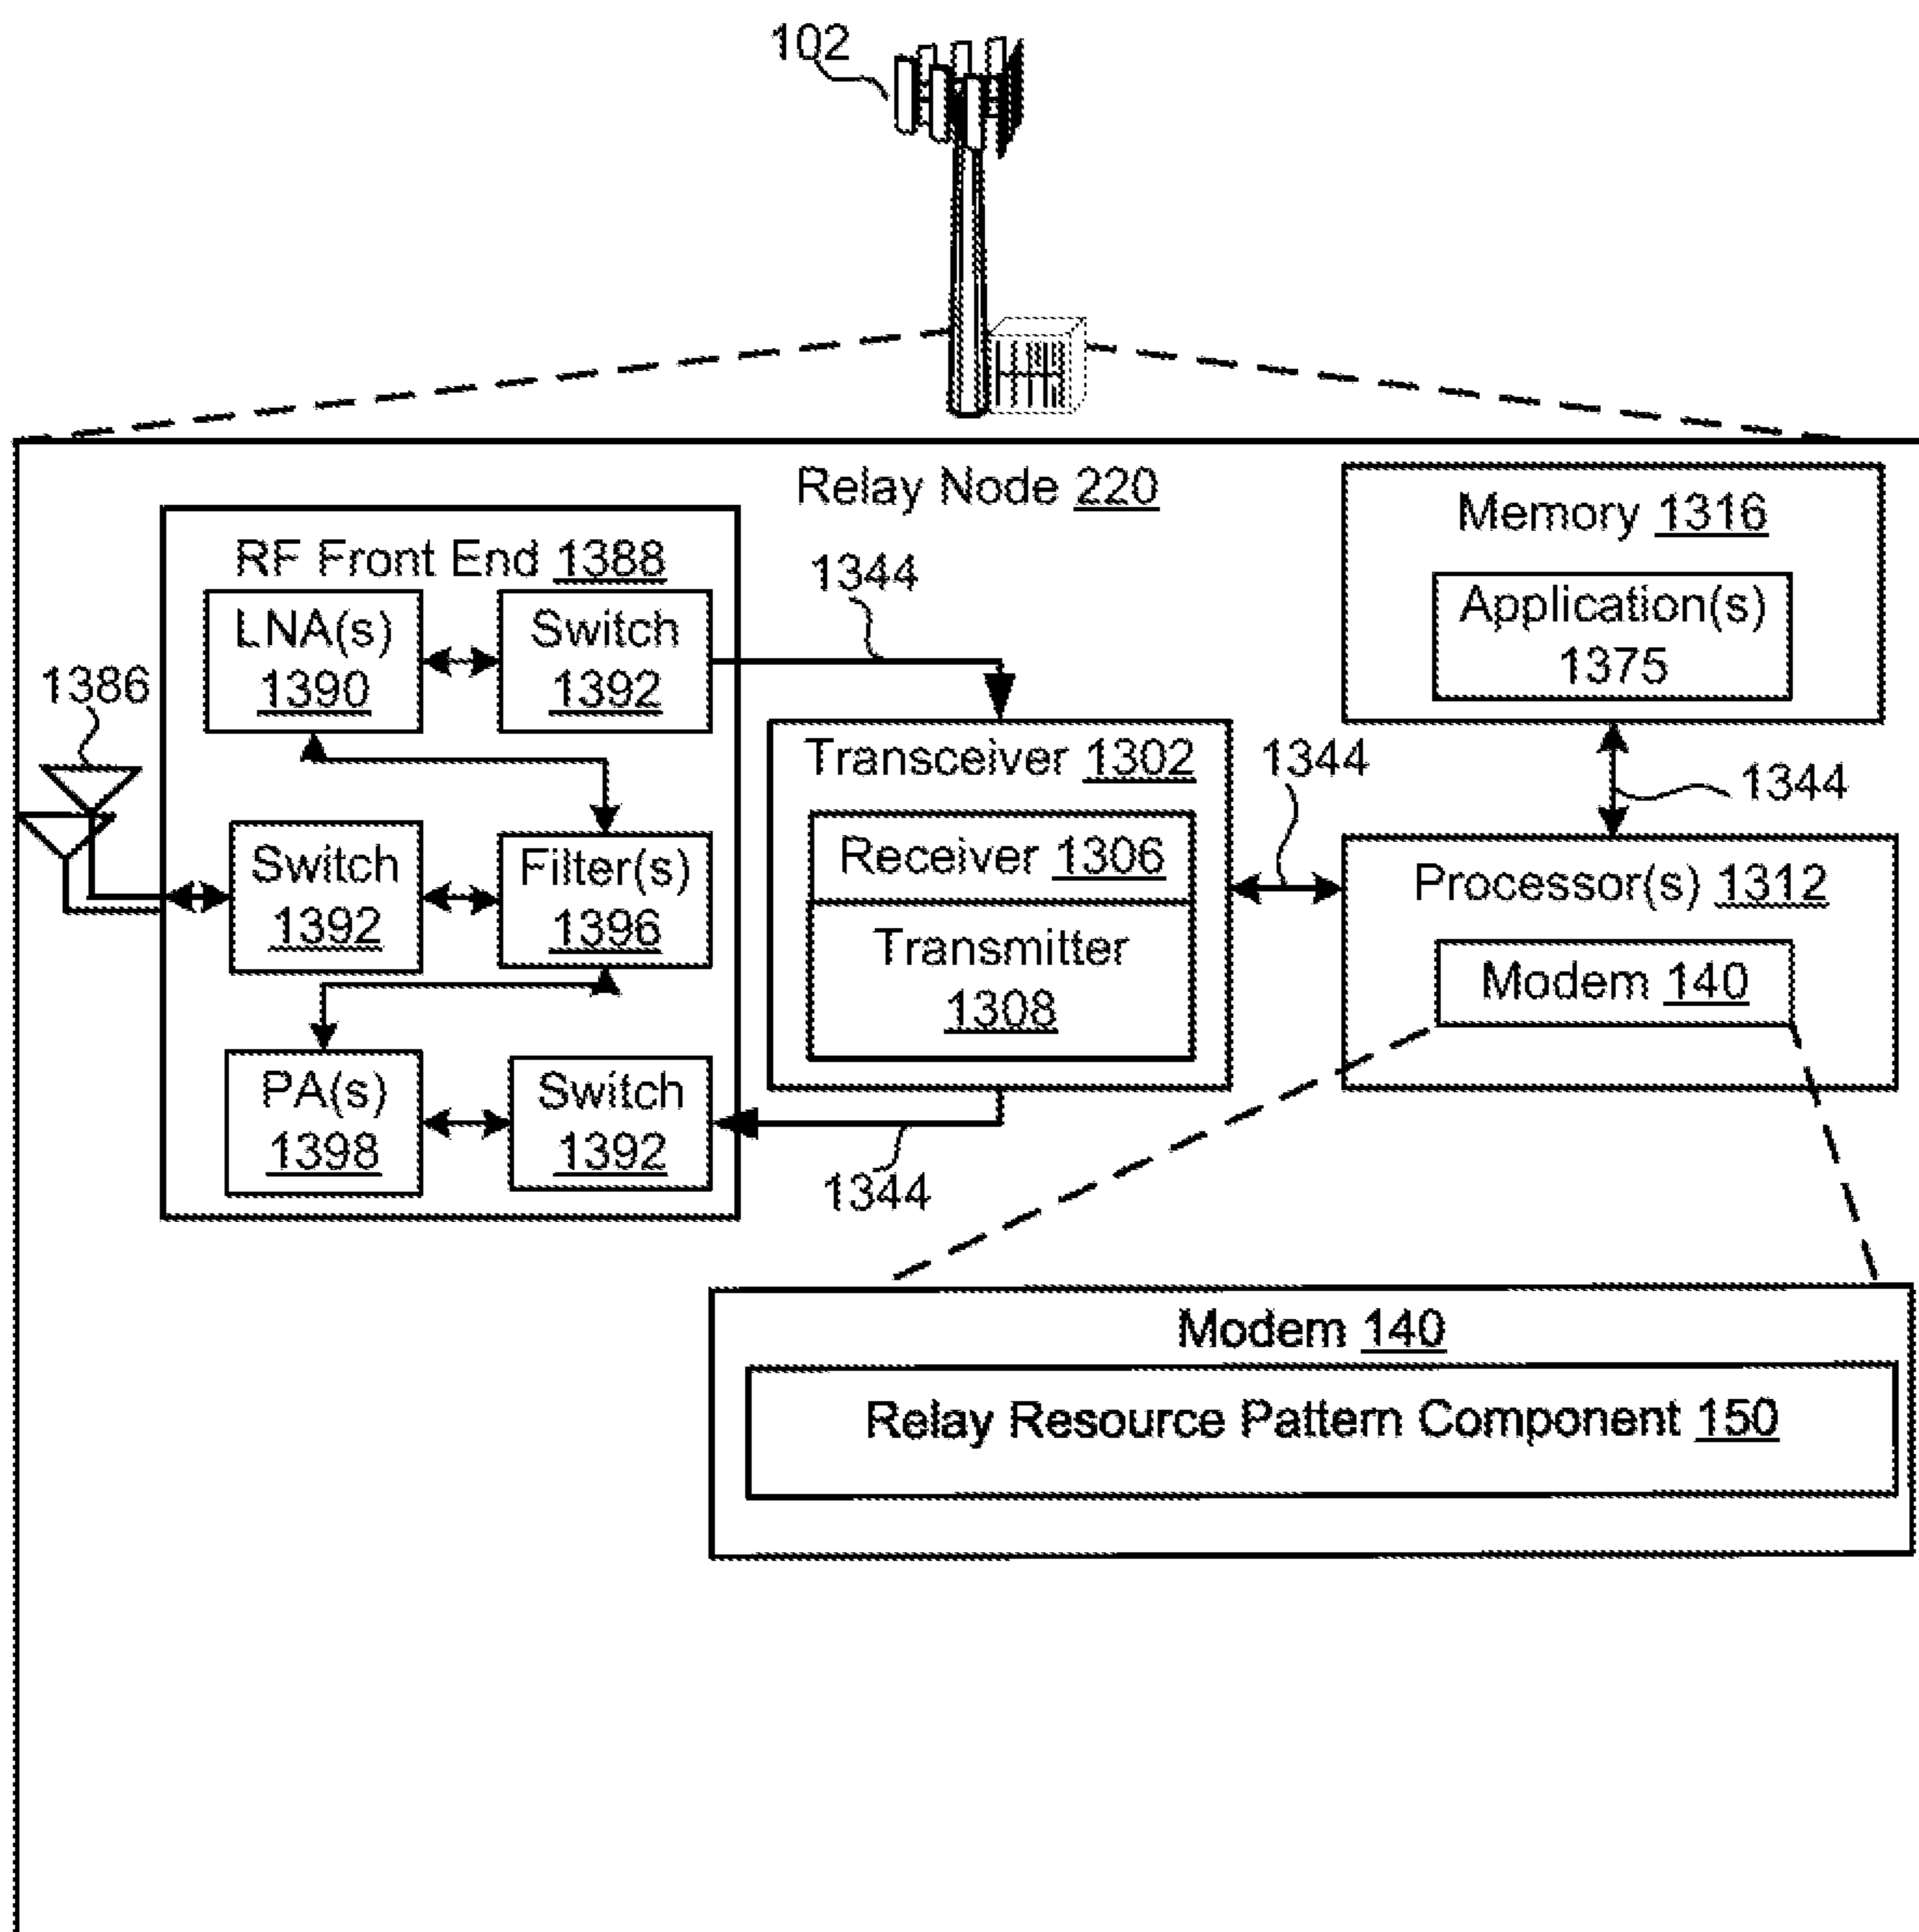 102
Relay Node 220
RF Front End 1388
LNA(s)
1390
Switch
1392
1344
Memory 1316
Application(s)
1375
1386
Transceiver 1302
Receiver 1306
Transmitter
1308
1344
1344
Switch
1392
Filter(s)
1396
Processor(s) 1312
Modem 140
PA(s)
1398
Switch
1392
1344
Modem 140
Relay Resource Pattern Component 150